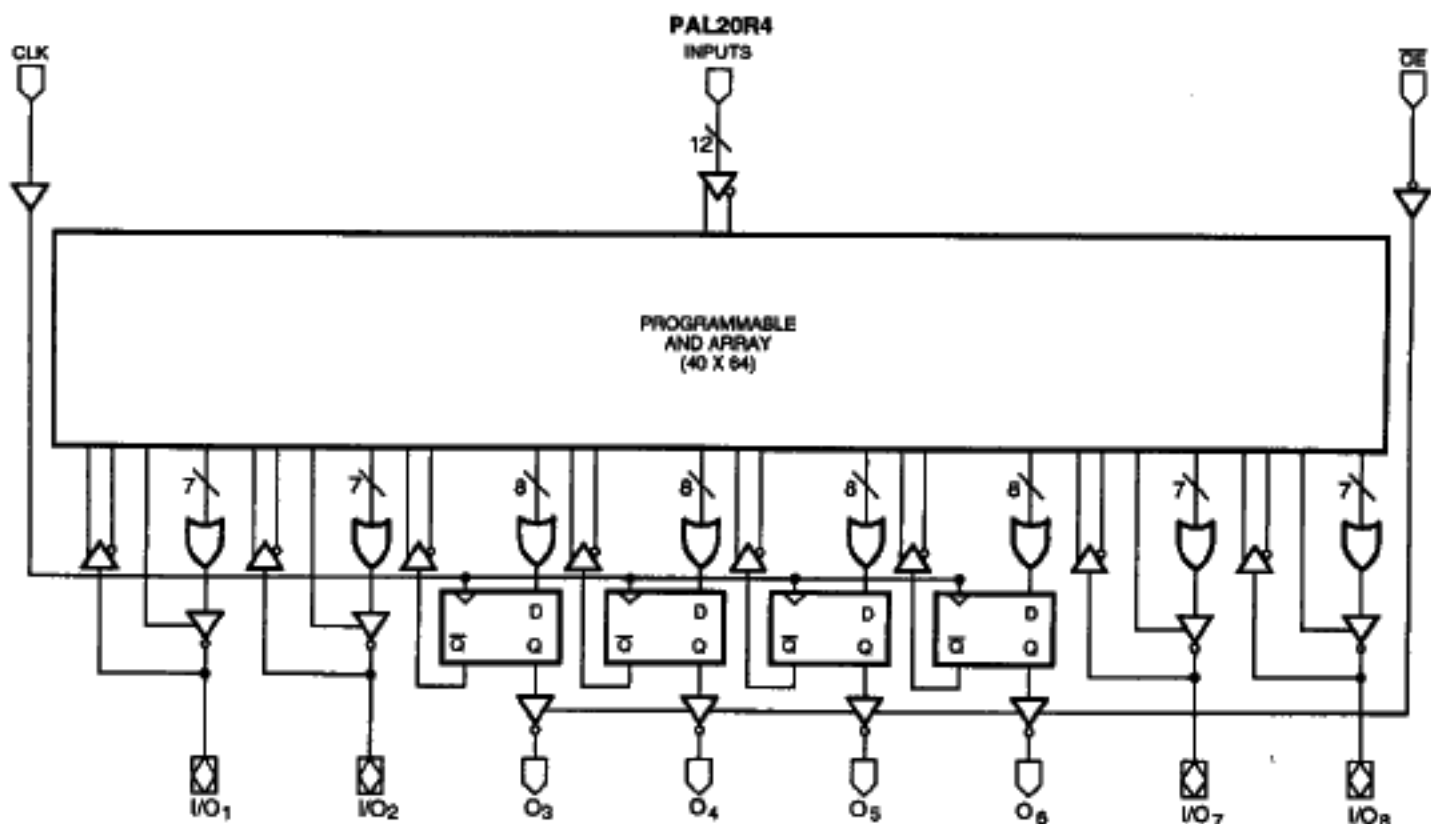 PAL20R4
CLK
INPUTS
OE
12
PROGRAMMABLE
AND ARRAY
(40 X 64)
7 7 8 8 8 8 7 7
D D D D
Q Q Q Q Q Q Q Q
I/O1 I/O2 O3 O4 O5 O6 I/O7 I/O8